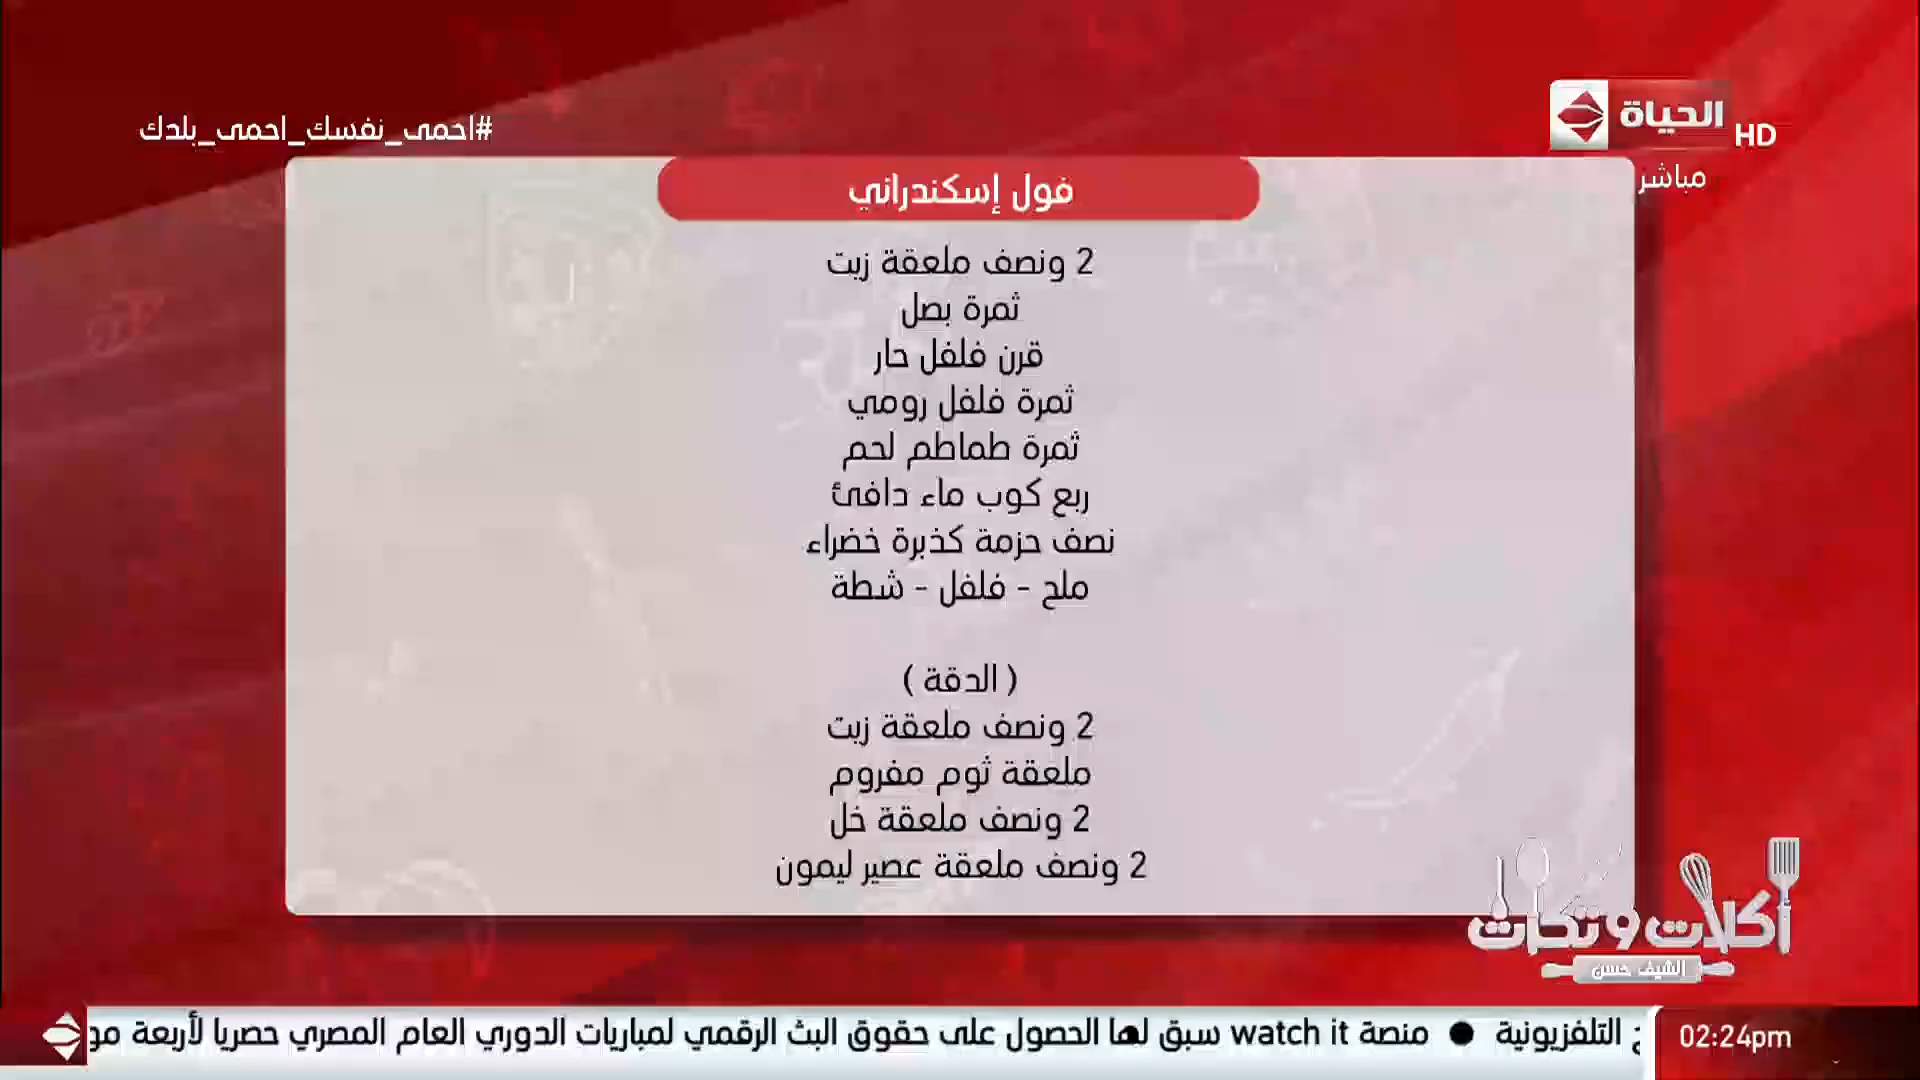 #احمى_نفسك_احمى_بلدك
الحياة HD
مباشر
فول إسكندراني
2 ونصف ملعقة زيت
ثمرة بصل
قرن فلفل حار
ثمرة فلفل رومي
ثمرة طماطم لحم
ربع كوب ماء دافئ
نصف حزمة كذبرة خضراء
ملح - فلفل - شطة
( الدقة )
2 ونصف ملعقة زيت
ملعقة ثوم مفروم
2 ونصف ملعقة خل
2 ونصف ملعقة عصير ليمون
أكلات وتكات
الشيف حسن
التلفزيونية ● منصة watch it سبق لها الحصول على حقوق البث الرقمي لمباريات الدوري العام المصري حصريا لأربعة مو
02:24pm